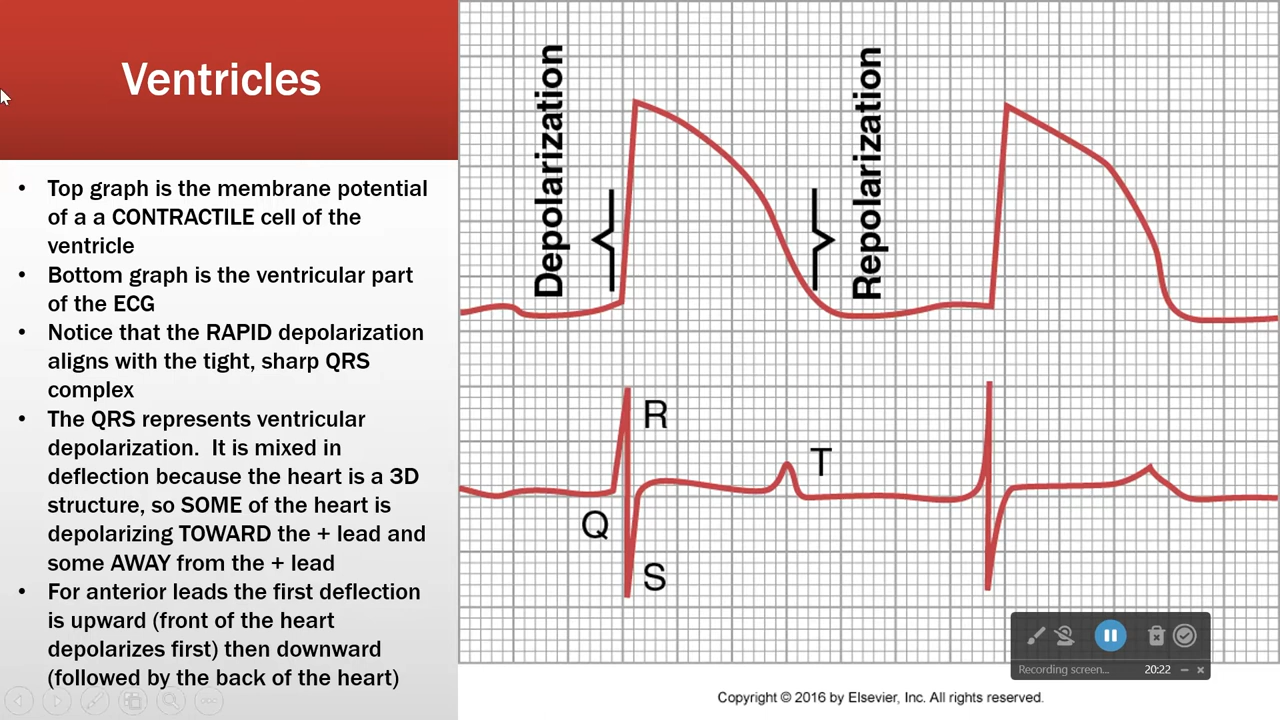 Ventricles
• Top graph is the membrane potential
of a a CONTRACTILE cell of the
ventricle
• Bottom graph is the ventricular part
of the ECG
• Notice that the RAPID depolarization
aligns with the tight, sharp QRS
complex
• The QRS represents ventricular
depolarization.  It is mixed in
deflection because the heart is a 3D
structure, so SOME of the heart is
depolarizing TOWARD the + lead and
some AWAY from the + lead
• For anterior leads the first deflection
is upward (front of the heart
depolarizes first) then downward
(followed by the back of the heart)
Depolarization
Repolarization
R
T
Q
S
Recording screen...
20:22
Copyright © 2016 by Elsevier, Inc. All rights reserved.